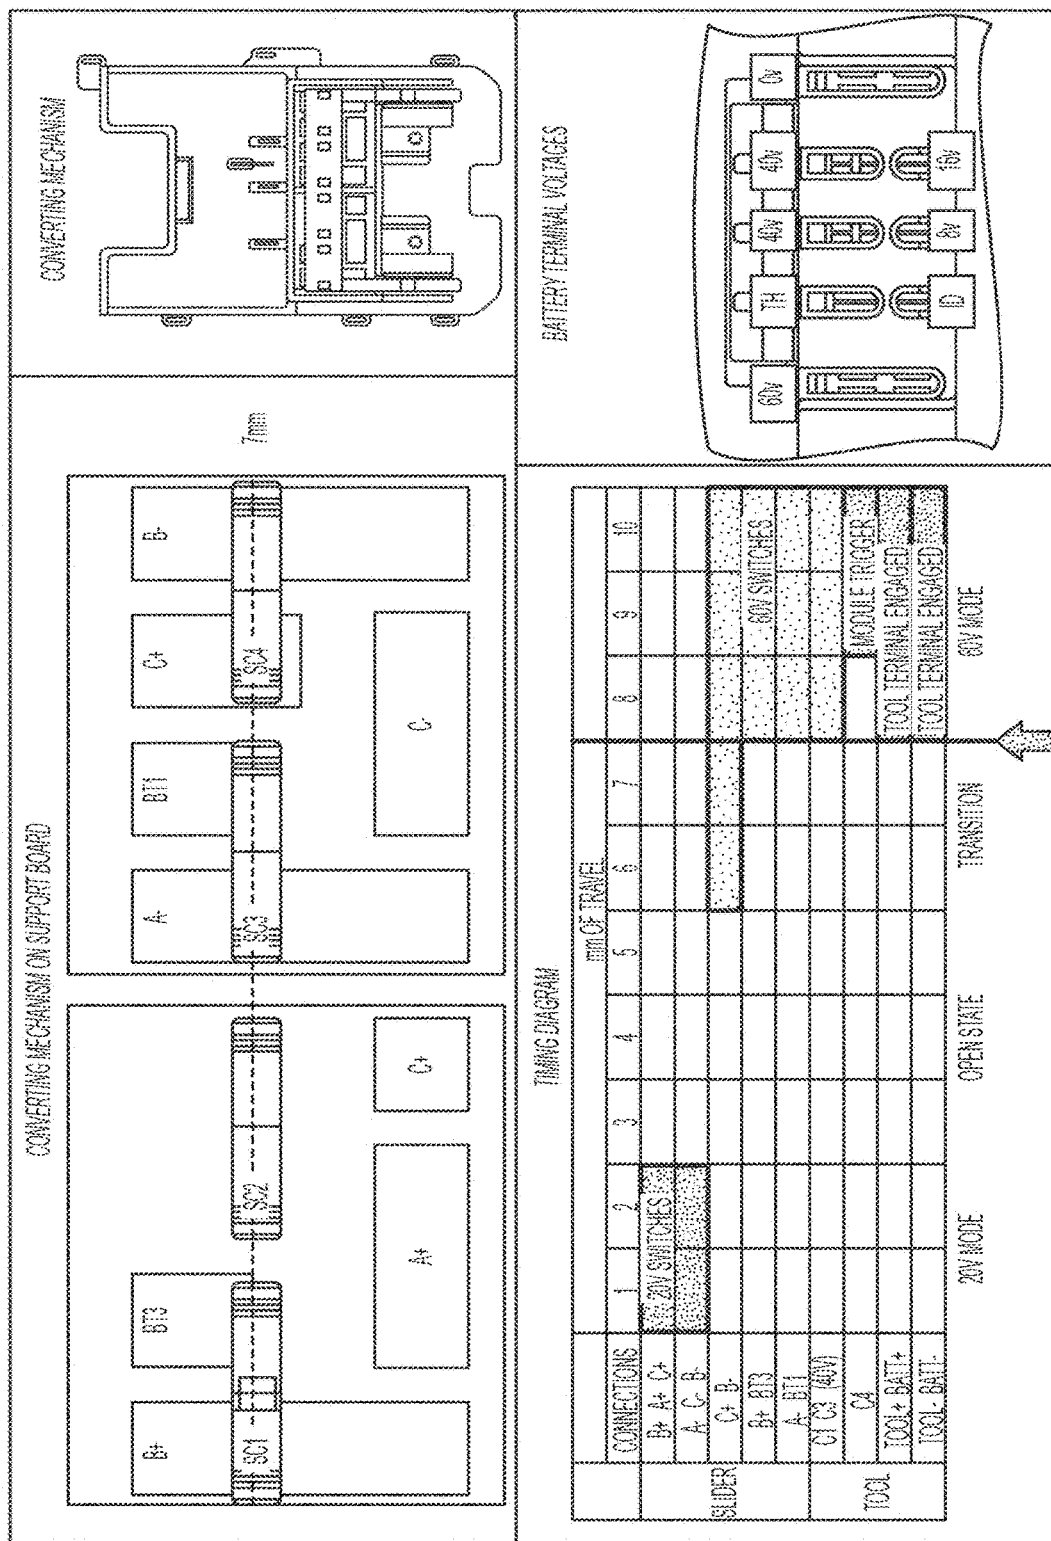 CONVERTING MECHANISM ON SUPPORT BOARD
B+
BT3
A+
C+
SC1
SC2
A-
BT1
C+
B-
C-
SC3
SC4
7mm
CONVERTING MECHANISM
TIMING DIAGRAM
mm OF TRAVEL
CONNECTIONS 1 2 3 4 5 6 7 8 9 10
SLIDER
B+ A+ C+
20V SWITCHES
A- C- B-
C+ B-
B+ BT3
60V SWITCHES
A- BT1
TOOL
C1 C3 (40V)
C4
MODULE TRIGGER
TOOL+ BATT+
TOOL TERMINAL ENGAGED
TOOL- BATT-
TOOL TERMINAL ENGAGED
20V MODE
OPEN STATE
TRANSITION
60V MODE
BATTERY TERMINAL VOLTAGES
60v
TH
40v
40v
0v
D
8v
16v